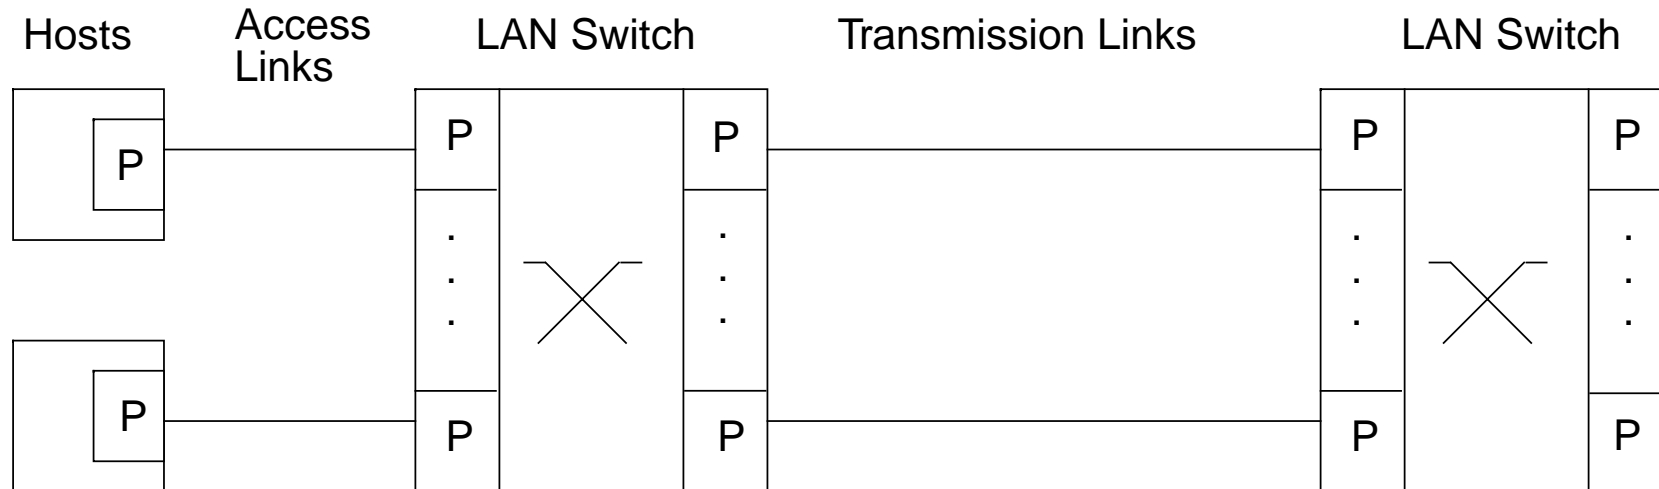 Hosts
Access
Links
LAN Switch
Transmission Links
LAN Switch
P
P
P
P
P
P
.
.
.
.
.
.
.
.
.
.
.
.
P
P
P
P
P